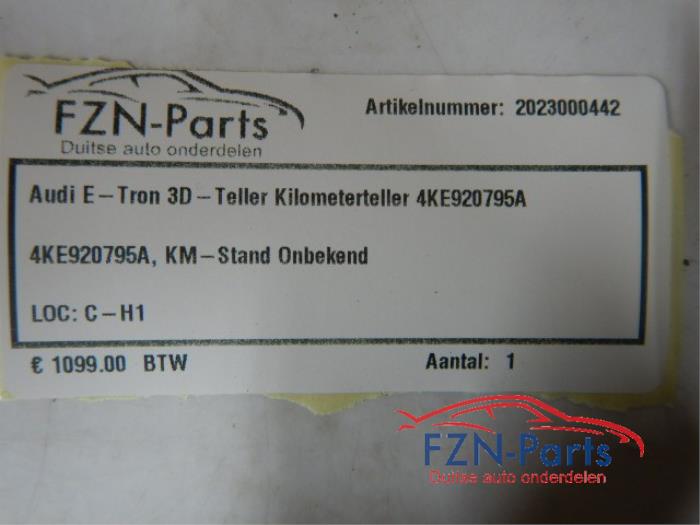 FZN-Parts
Duitse auto onderdelen
Artikelnummer: 2023000442
Audi E-Tron 3D-Teller Kilometerteller 4KE920795A
4KE920795A, KM-Stand Onbekend
LOC: C-H1
€ 1099.00 BTW
Aantal: 1
FZN-Parts
Duitse auto onderdelen